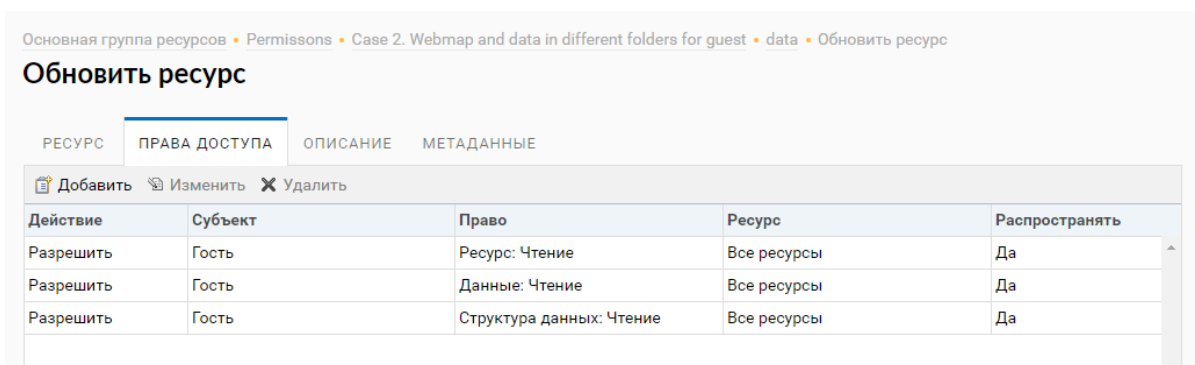 Основная группа ресурсов • Permissons • Case 2. Webmap and data in different folders for guest • data • Обновить ресурс
Обновить ресурс
РЕСУРС ПРАВА ДОСТУПА ОПИСАНИЕ МЕТАДАННЫЕ
Добавить Изменить Удалить
Действие Субъект Право Ресурс Распространять
Разрешить Гость Ресурс: Чтение Все ресурсы Да
Разрешить Гость Данные: Чтение Все ресурсы Да
Разрешить Гость Структура данных: Чтение Все ресурсы Да